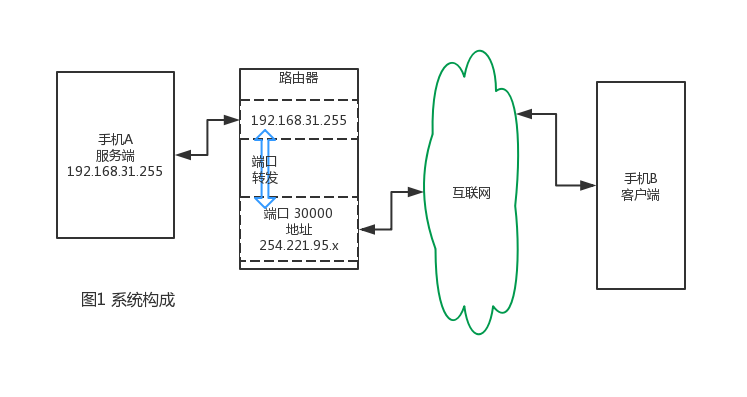 手机A
服务端
192.168.31.255
路由器
192.168.31.255
端口
转发
端口 30000
地址
254.221.95.x
互联网
手机B
客户端
图1 系统构成